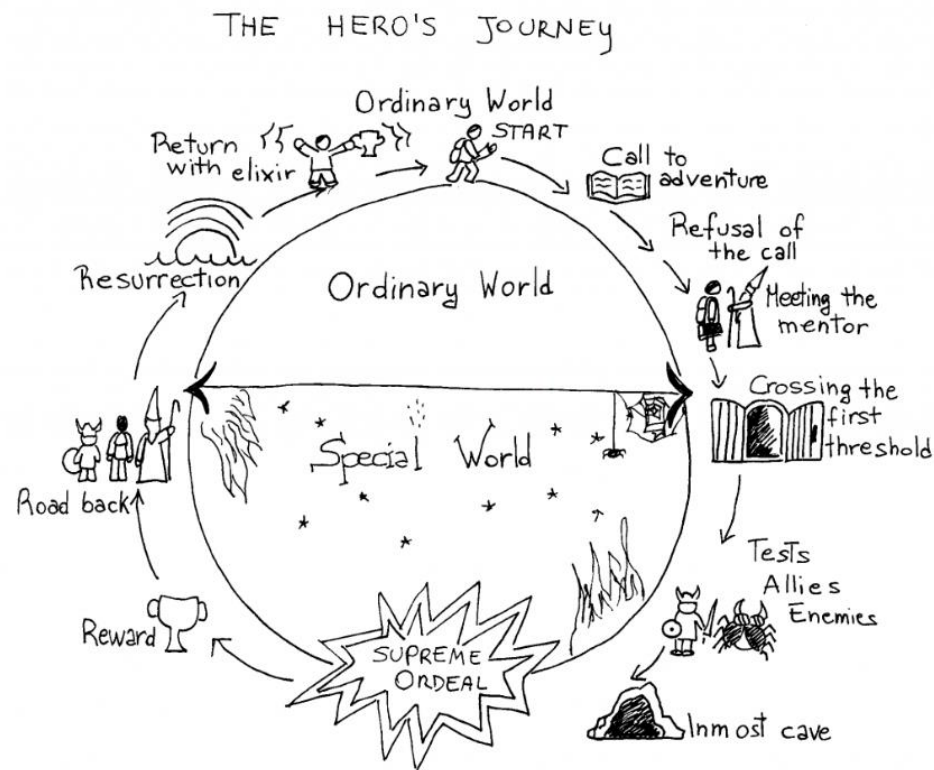 THE HERO'S JOURNEY
Ordinary World
START
Call to
adventure
Refusal of
the call
Meeting the
mentor
Crossing the
first
threshold
Tests
Allies
Enemies
Inmost cave
SUPREME
ORDEAL
Reward
Road back
Resurrection
Return
with elixir
Ordinary World
Special World